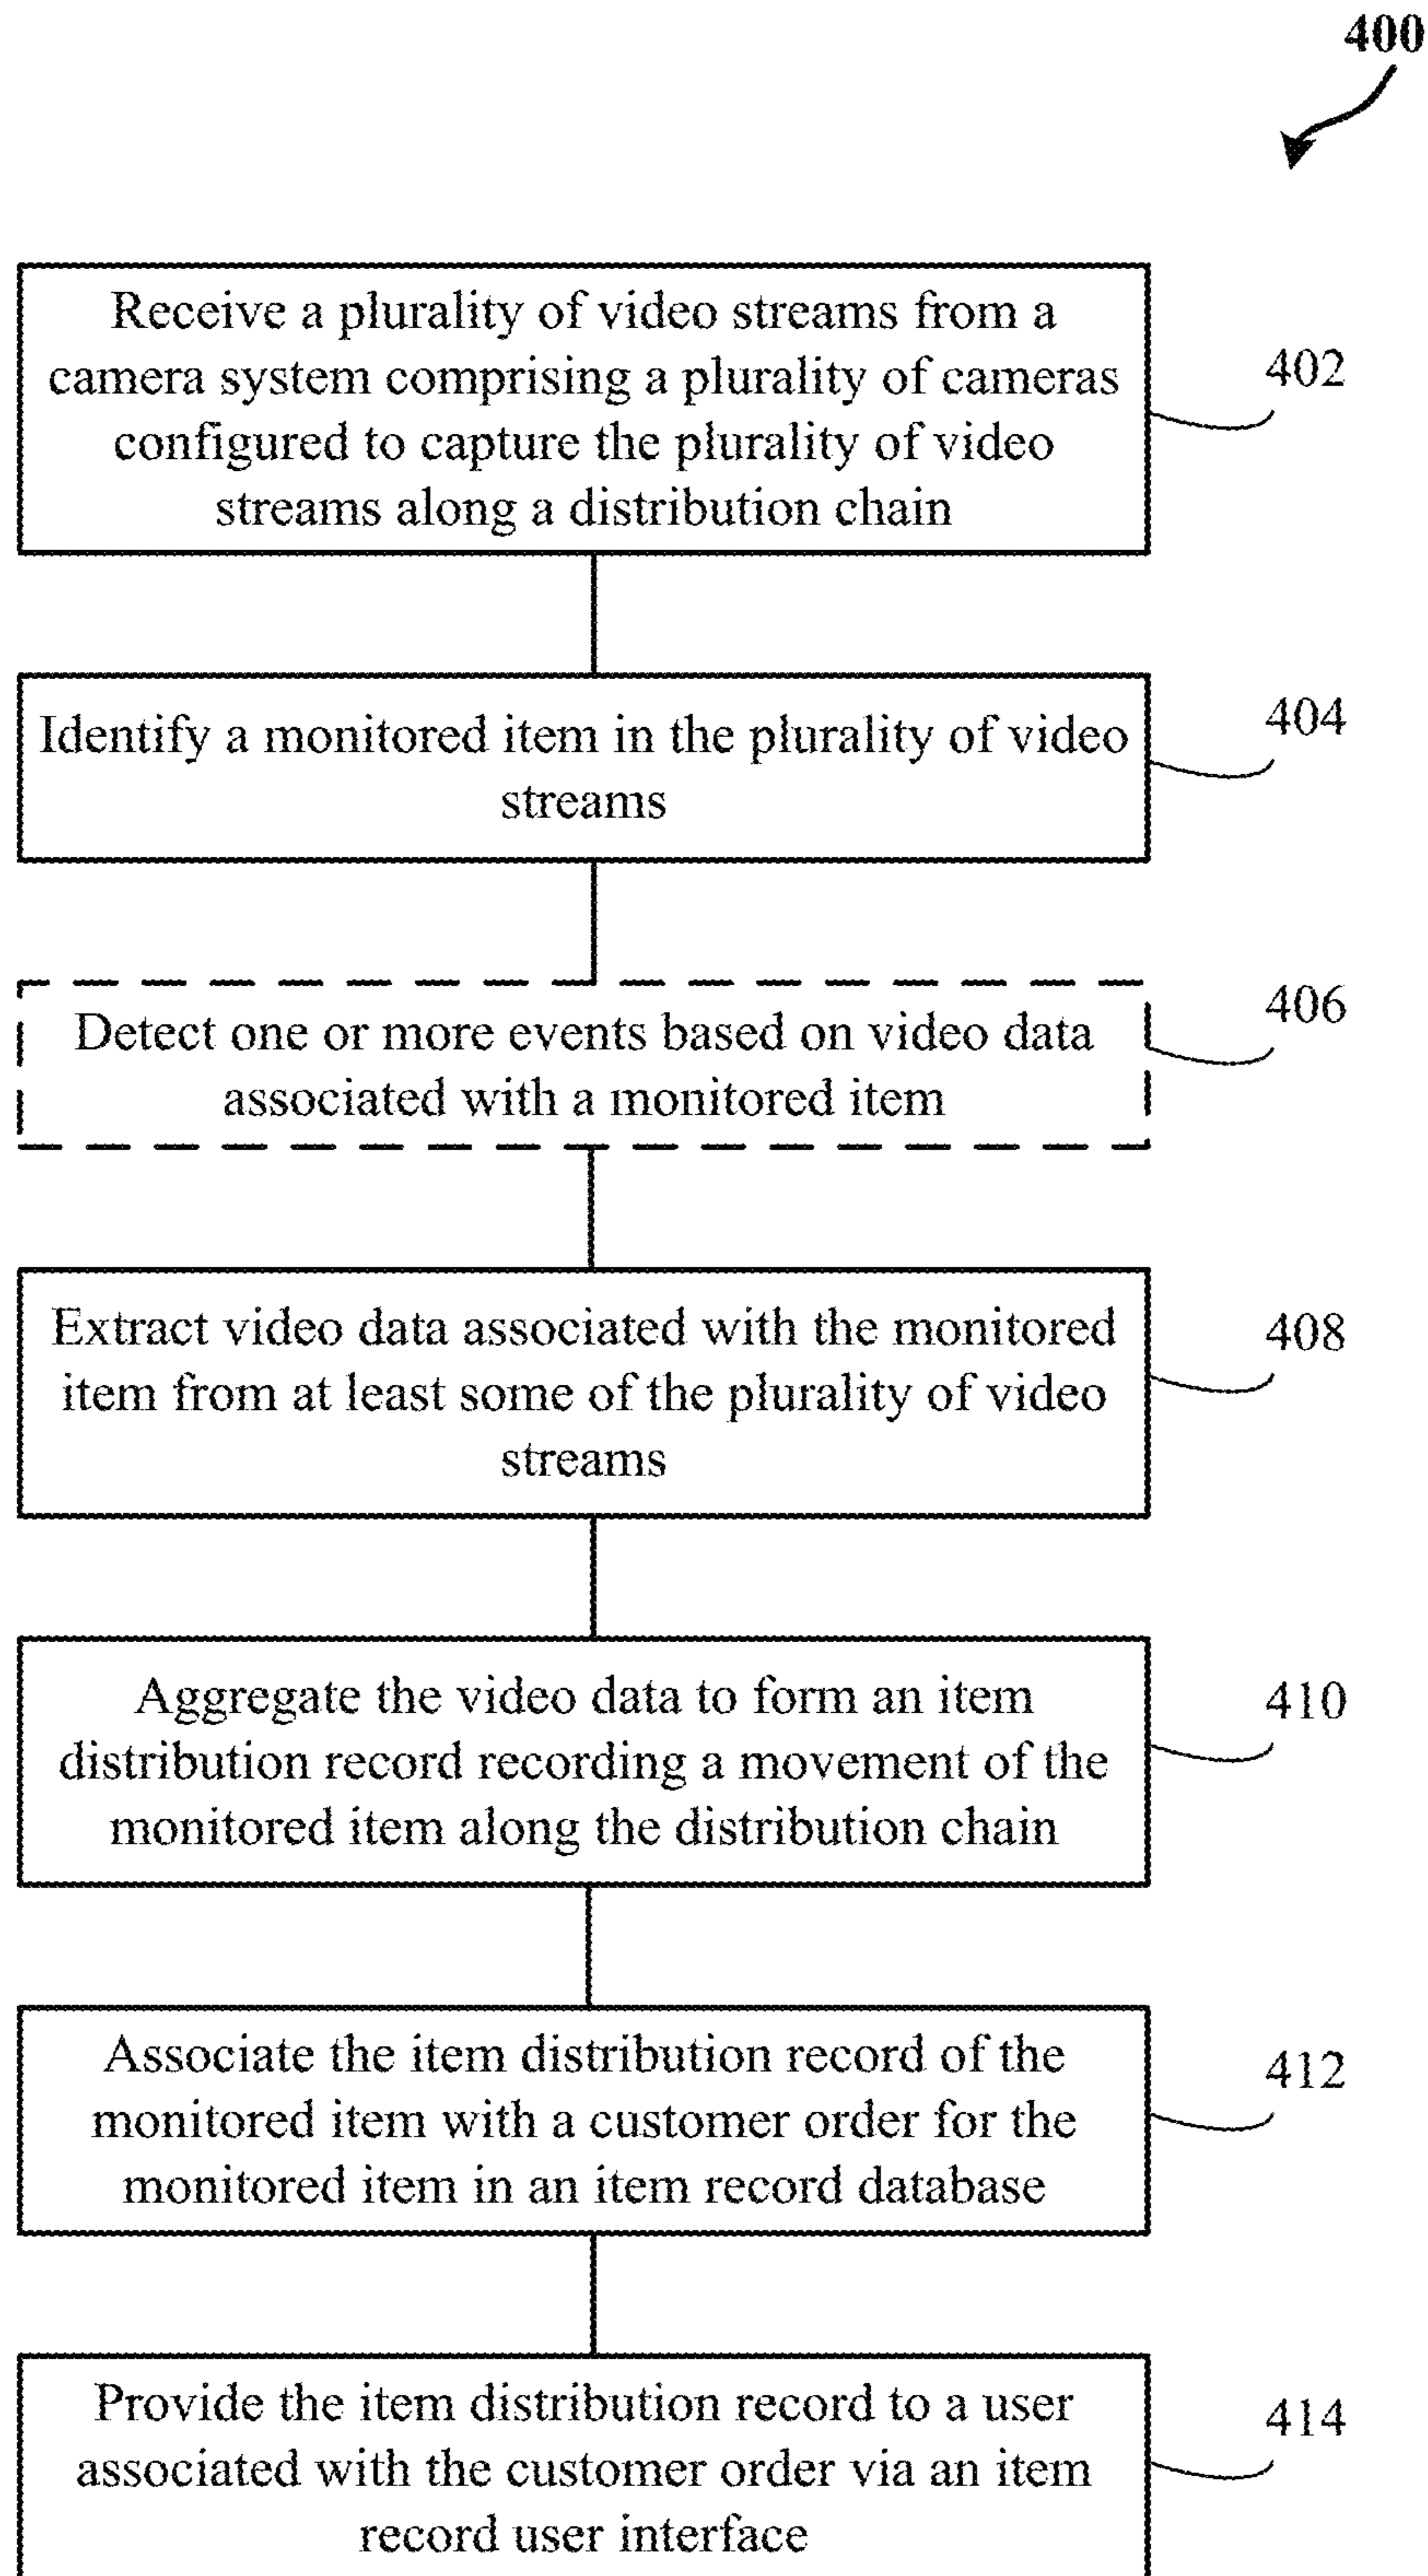 400
Receive a plurality of video streams from a
camera system comprising a plurality of cameras
configured to capture the plurality of video
streams along a distribution chain
402
Identify a monitored item in the plurality of video
streams
404
Detect one or more events based on video data
associated with a monitored item
406
Extract video data associated with the monitored
item from at least some of the plurality of video
streams
408
Aggregate the video data to form an item
distribution record recording a movement of the
monitored item along the distribution chain
410
Associate the item distribution record of the
monitored item with a customer order for the
monitored item in an item record database
412
Provide the item distribution record to a user
associated with the customer order via an item
record user interface
414